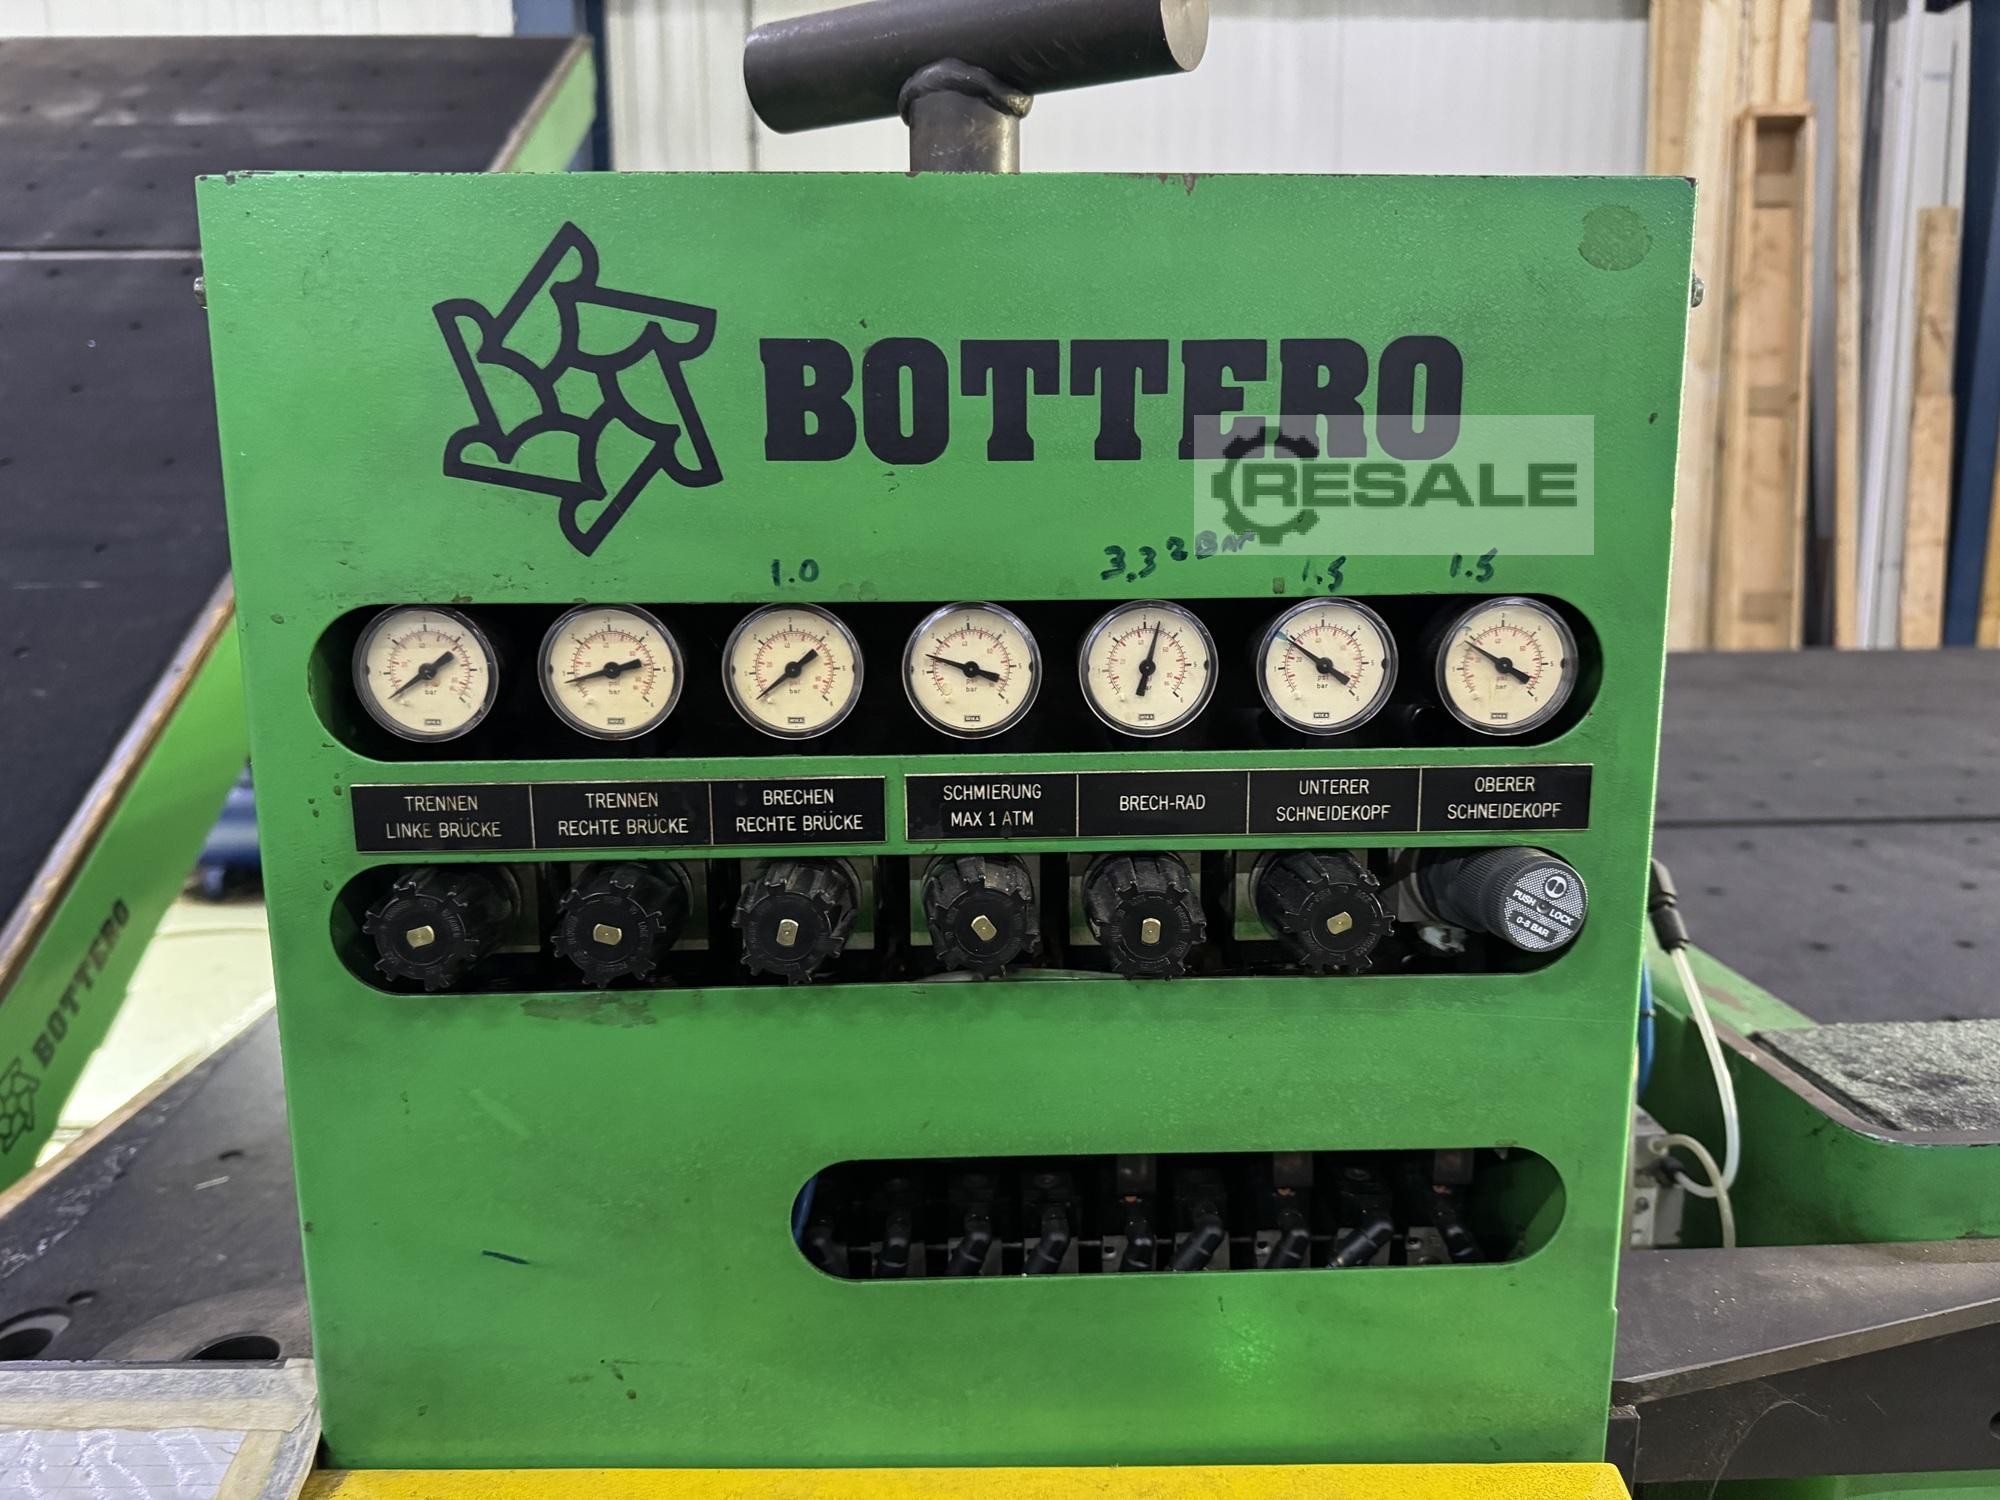 BOTTERO
RESALE
1.0
3,3 2 Bar
1.5
1.5
TRENNEN
LINKE BRÜCKE
TRENNEN
RECHTE BRÜCKE
BRECHEN
RECHTE BRÜCKE
SCHMIERUNG
MAX 1 ATM
BRECH-RAD
UNTERER
SCHNEIDEKOPF
OBERER
SCHNEIDEKOPF
PUSH LOCK
0-8 BAR
BOTTERO